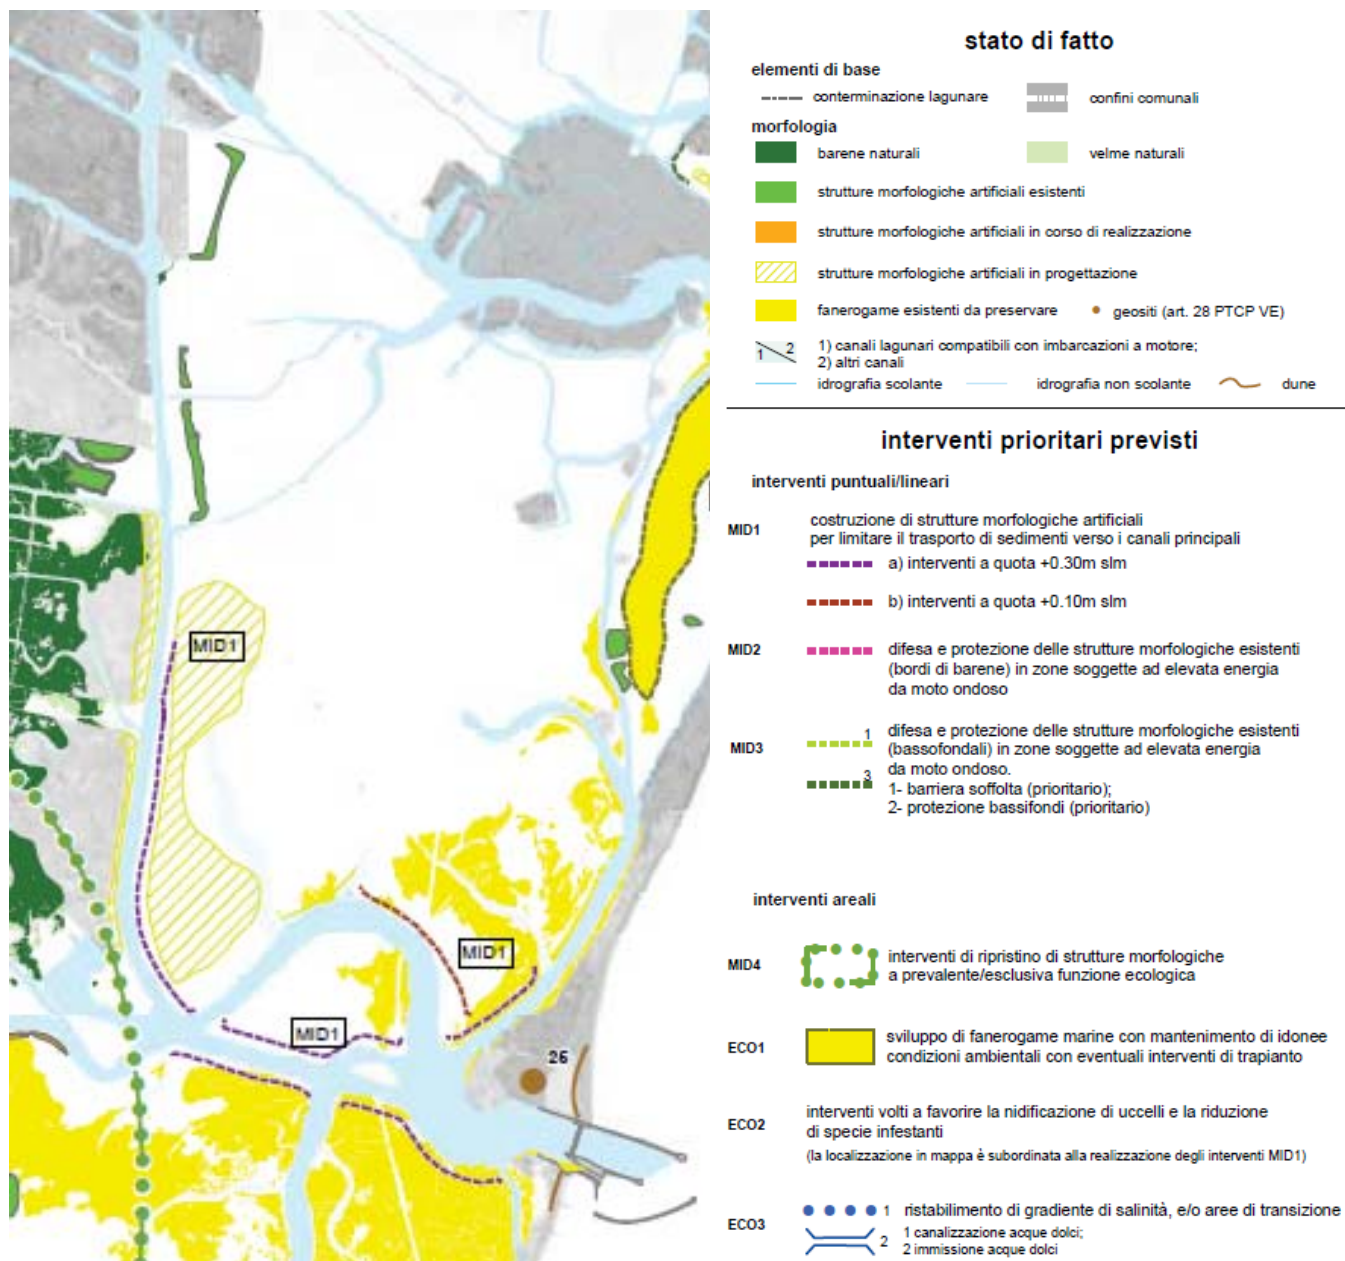 MID1
MID1
MID1
25
stato di fatto
elementi di base
conterminazione lagunare
confini comunali
morfologia
barene naturali
velme naturali
strutture morfologiche artificiali esistenti
strutture morfologiche artificiali in corso di realizzazione
strutture morfologiche artificiali in progettazione
fanerogame esistenti da preservare
geositi (art. 28 PTCP VE)
1 2
1) canali lagunari compatibili con imbarcazioni a motore;
2) altri canali
idrografia scolante
idrografia non scolante
dune
interventi prioritari previsti
interventi puntuali/lineari
MID1
costruzione di strutture morfologiche artificiali
per limitare il trasporto di sedimenti verso i canali principali
a) interventi a quota +0.30m slm
b) interventi a quota +0.10m slm
MID2
difesa e protezione delle strutture morfologiche esistenti
(bordi di barene) in zone soggette ad elevata energia
da moto ondoso
MID3
1
difesa e protezione delle strutture morfologiche esistenti
(bassofondali) in zone soggette ad elevata energia
da moto ondoso.
3
1- barriera soffolta (prioritario);
2- protezione bassifondi (prioritario)
interventi areali
MID4
interventi di ripristino di strutture morfologiche
a prevalente/esclusiva funzione ecologica
ECO1
sviluppo di fanerogame marine con mantenimento di idonee
condizioni ambientali con eventuali interventi di trapianto
ECO2
interventi volti a favorire la nidificazione di uccelli e la riduzione
di specie infestanti
(la localizzazione in mappa è subordinata alla realizzazione degli interventi MID1)
ECO3
1 ristabilimento di gradiente di salinità, e/o aree di transizione
2
1 canalizzazione acque dolci;
2 immissione acque dolci